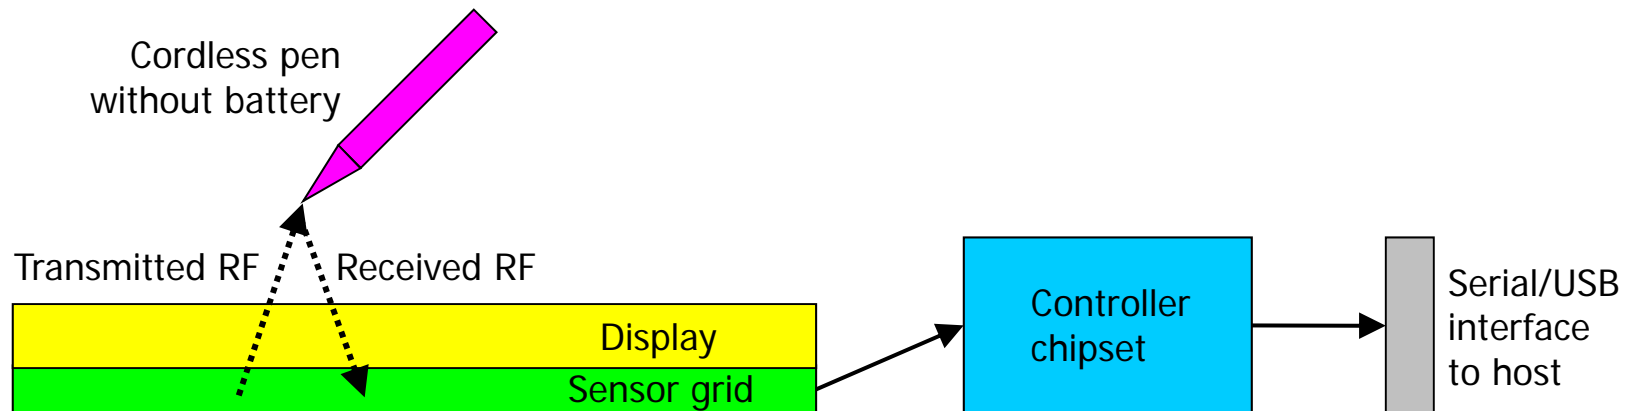 Cordless pen
without battery
Transmitted RF
Received RF
Display
Sensor grid
Controller
chipset
Serial/USB
interface
to host